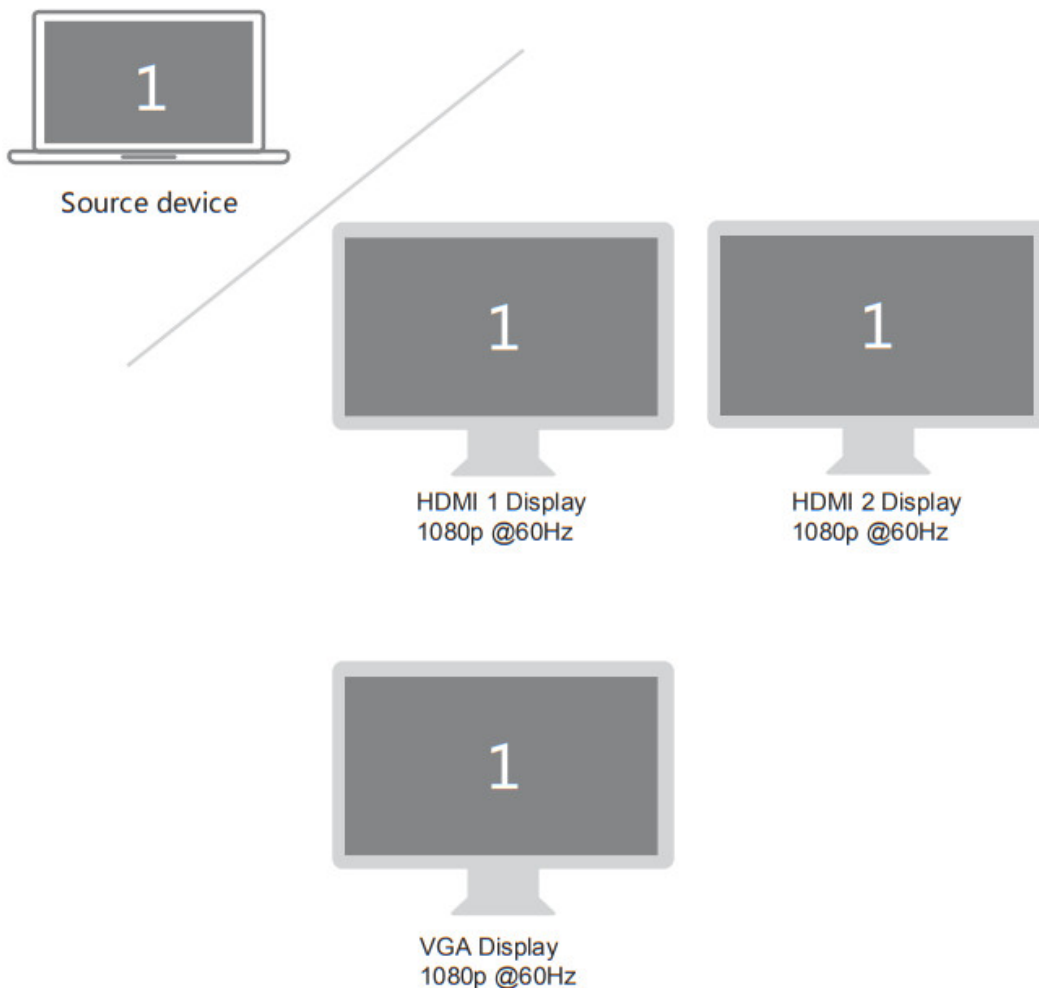 1
Source device
1
1
HDMI 1 Display
1080p @60Hz
HDMI 2 Display
1080p @60Hz
1
VGA Display
1080p @60Hz